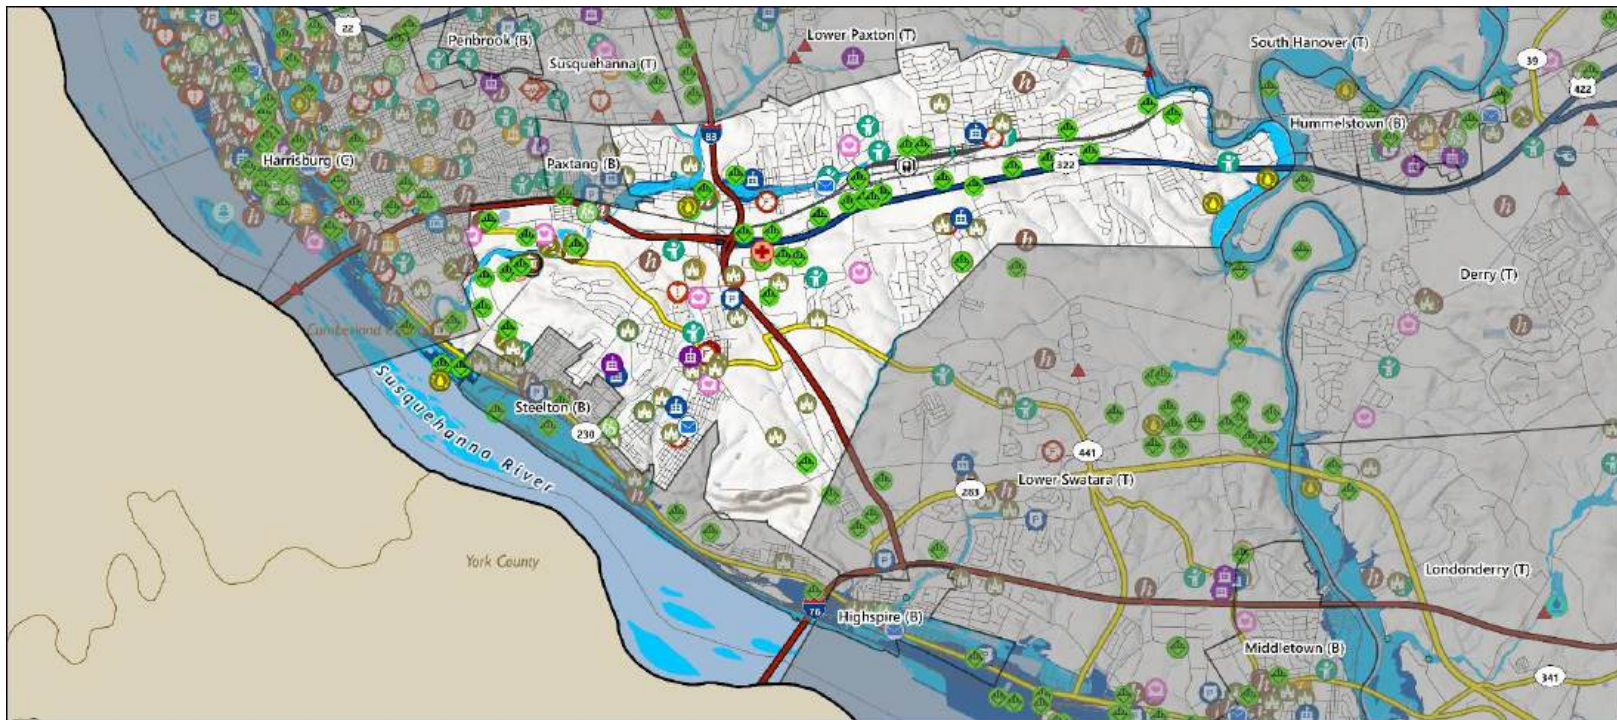 22
Penbrook (B)
Lower Paxton (T)
South Hanover (T)
39
Susquehanna (T)
422
83
Hummelstown (B)
Harrisburg (C)
Paxtang (B)
322
Derry (T)
Susquehanna River
Steelton (B)
230
441
283
Lower Swatara (T)
York County
Londonderry (T)
76
Highspire (B)
Middletown (B)
341